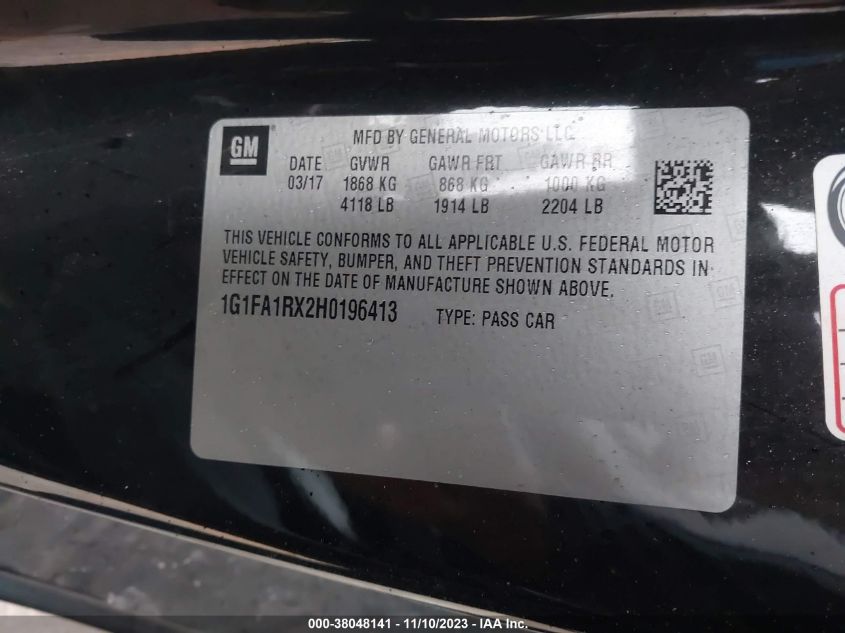 GM
MFD BY GENERAL MOTORS LLC
DATE GVWR GAWR FRT GAWR RR
03/17 1868 KG 868 KG 1000 KG
4118 LB 1914 LB 2204 LB
THIS VEHICLE CONFORMS TO ALL APPLICABLE U.S. FEDERAL MOTOR
VEHICLE SAFETY, BUMPER, AND THEFT PREVENTION STANDARDS IN
EFFECT ON THE DATE OF MANUFACTURE SHOWN ABOVE.
1G1FA1RX2H0196413 TYPE: PASS CAR
000-38048141 - 11/10/2023 - IAA Inc.